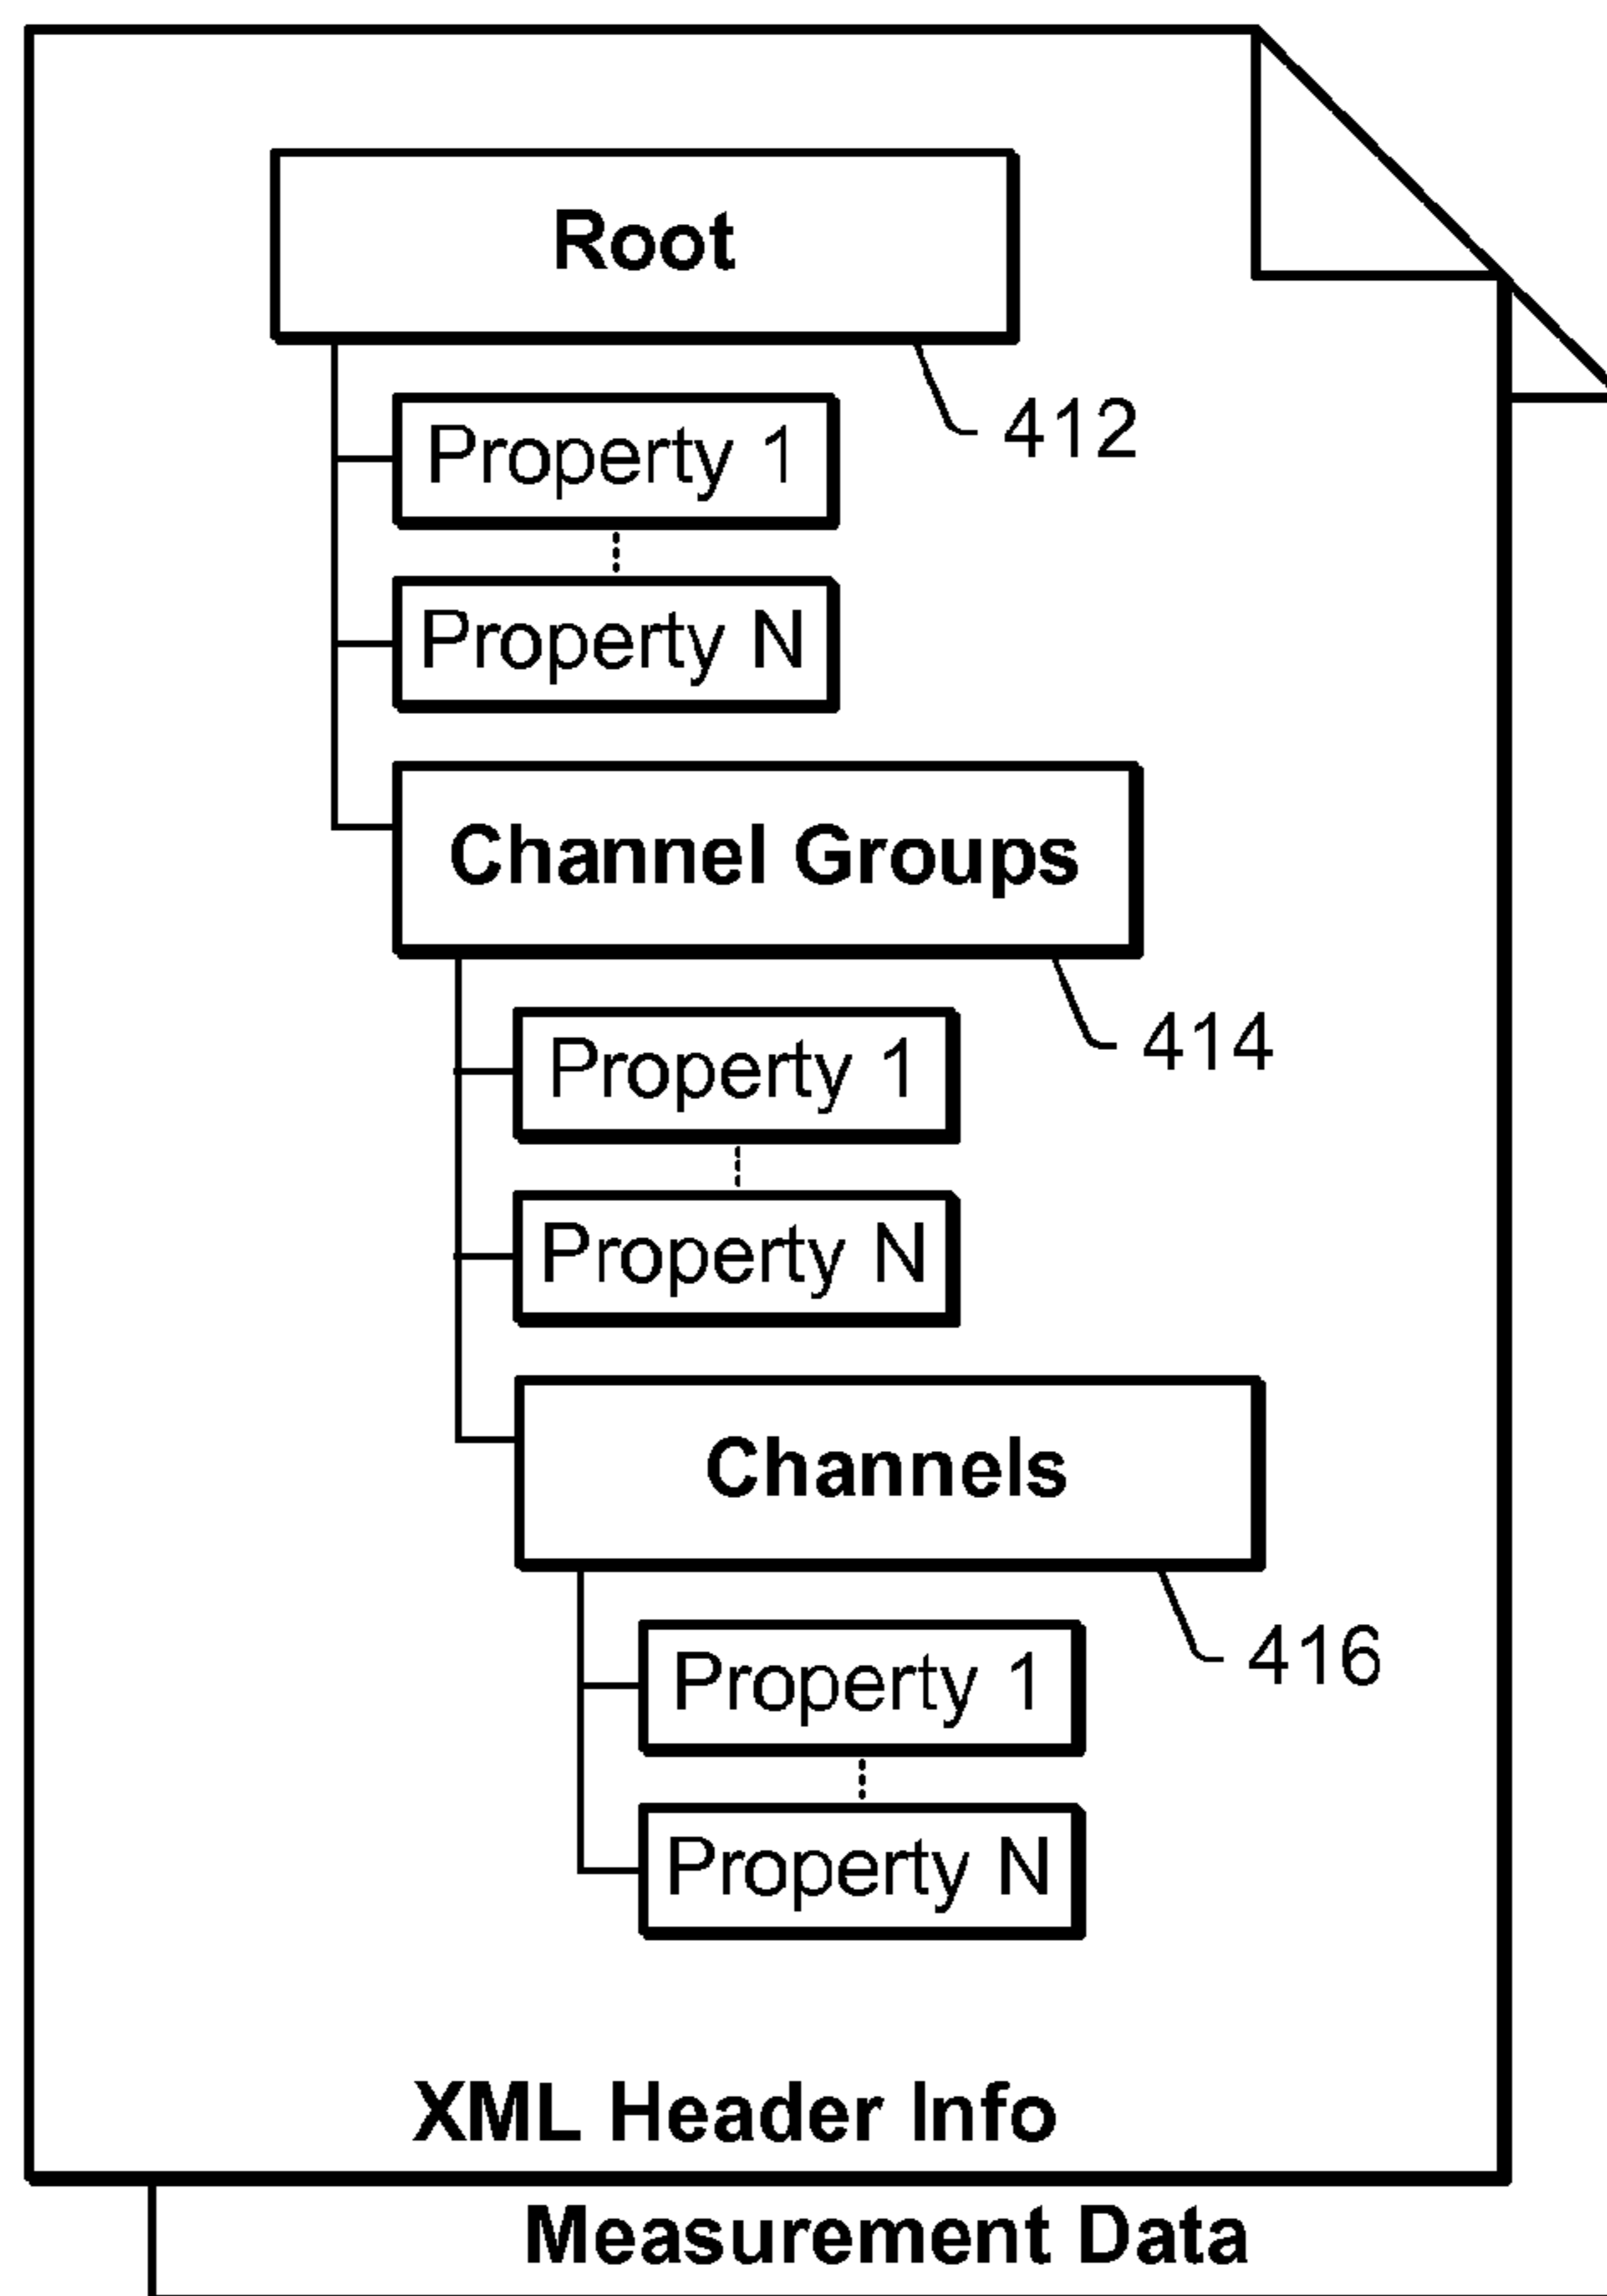 Root
412
Property 1
Property N
Channel Groups
414
Property 1
Property N
Channels
416
Property 1
Property N
XML Header Info
Measurement Data